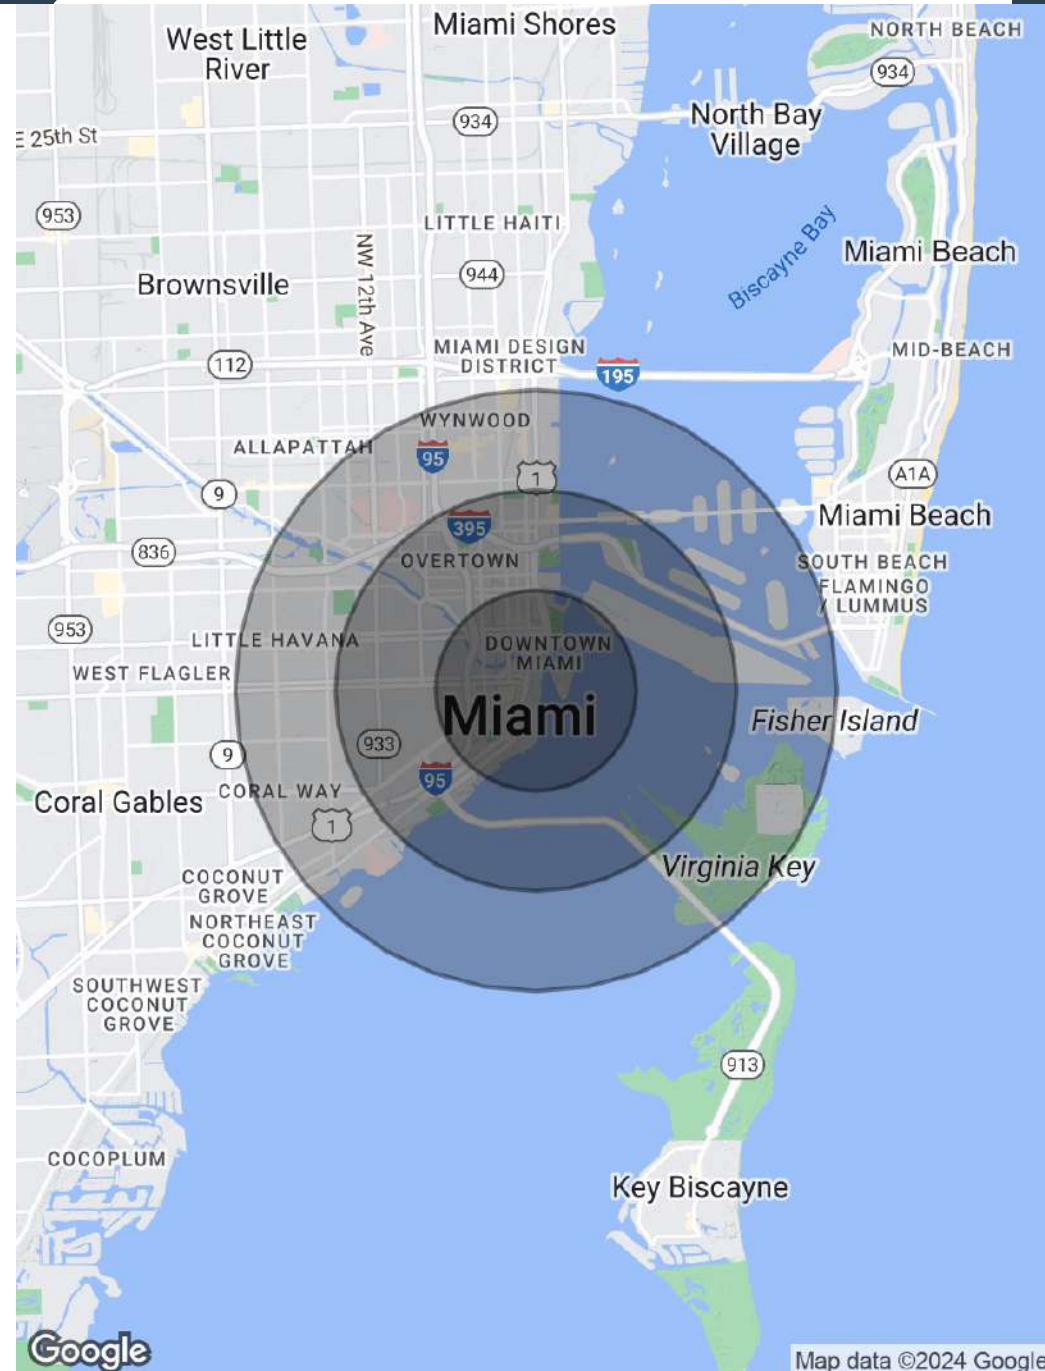 Miami Shores
NORTH BEACH
West Little
River
934
934
North Bay
Village
E 25th St
953
LITTLE HAITI
Biscayne Bay
Miami Beach
NW 12th Ave
944
Brownsville
MIAMI DESIGN
DISTRICT
MID-BEACH
112
195
WYNWOOD
ALLAPATTAH
95
1
A1A
9
Miami Beach
395
836
OVERTOWN
SOUTH BEACH
FLAMINGO
/ LUMMUS
953
LITTLE HAVANA
DOWNTOWN
MIAMI
WEST FLAGLER
Miami
Fisher Island
933
9
95
CORAL WAY
Coral Gables
1
Virginia Key
COCONUT
GROVE
NORTHEAST
COCONUT
GROVE
SOUTHWEST
COCONUT
GROVE
913
COCOPLUM
Key Biscayne
Google
Map data ©2024 Google